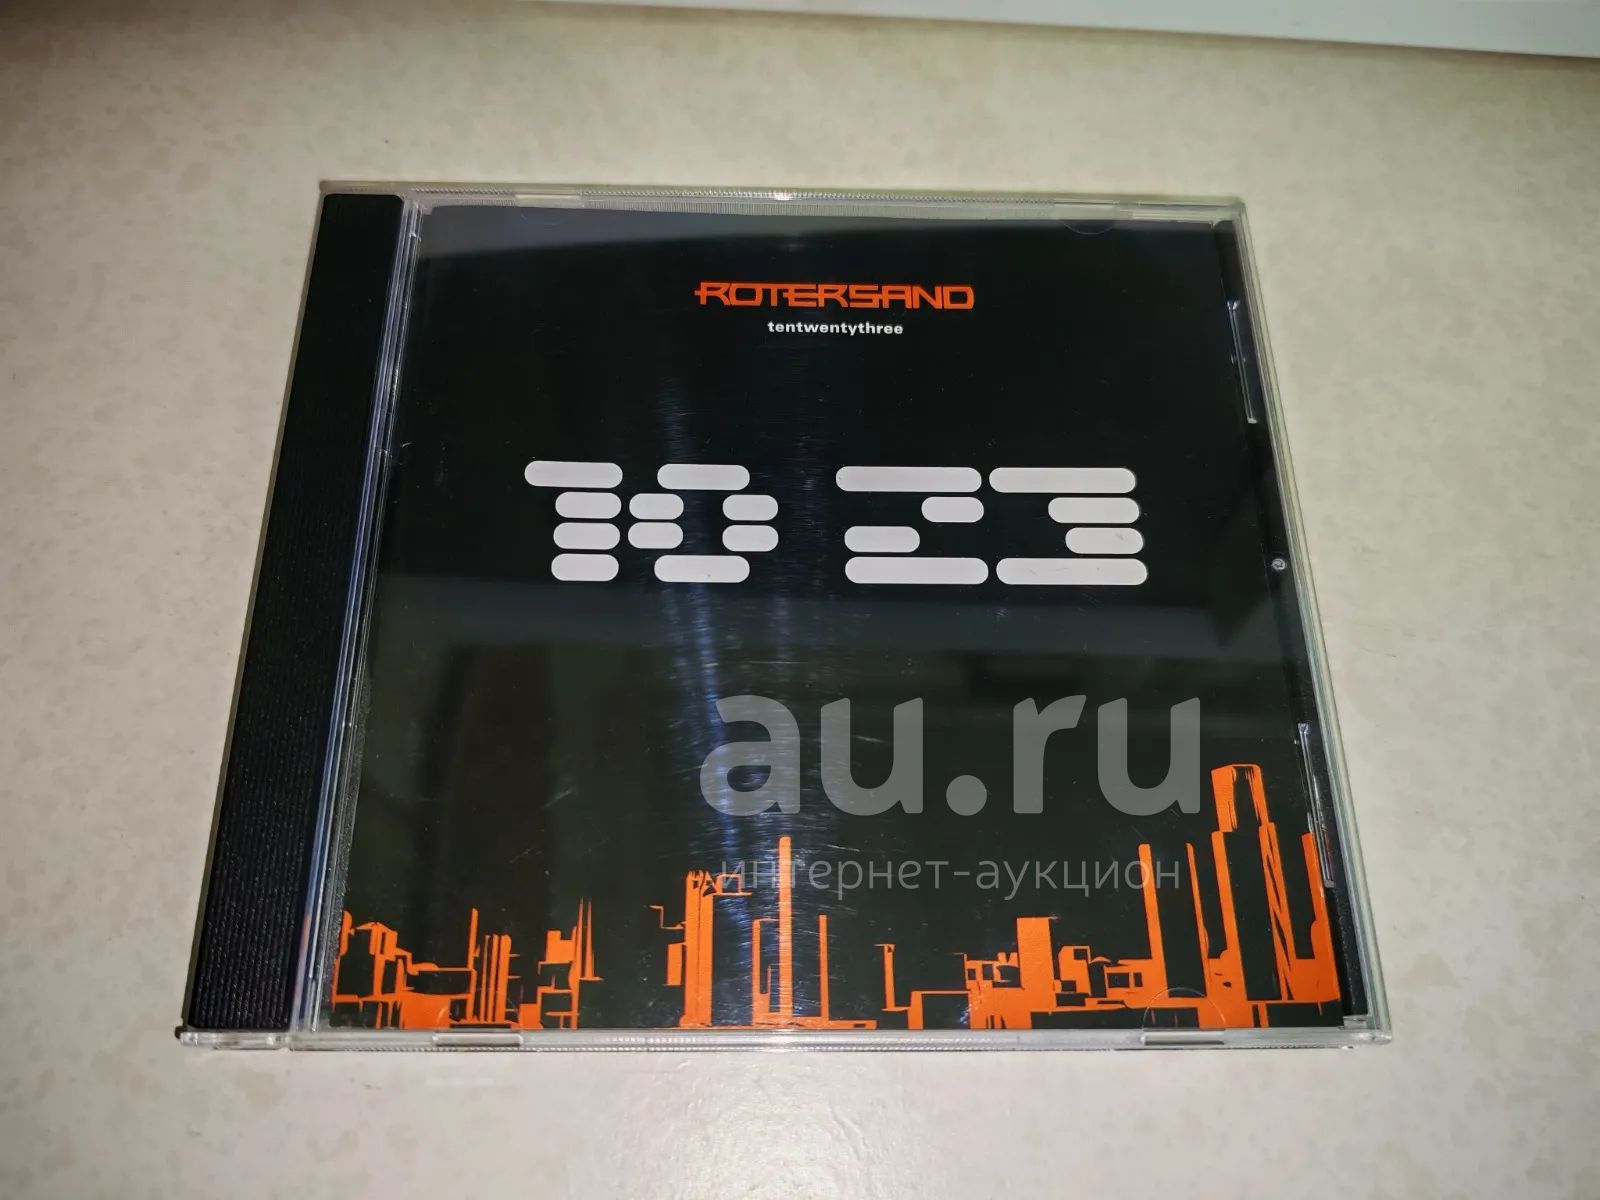 ROTERSAND
tentwentythree
10 23
au.ru
интернет-аукцион